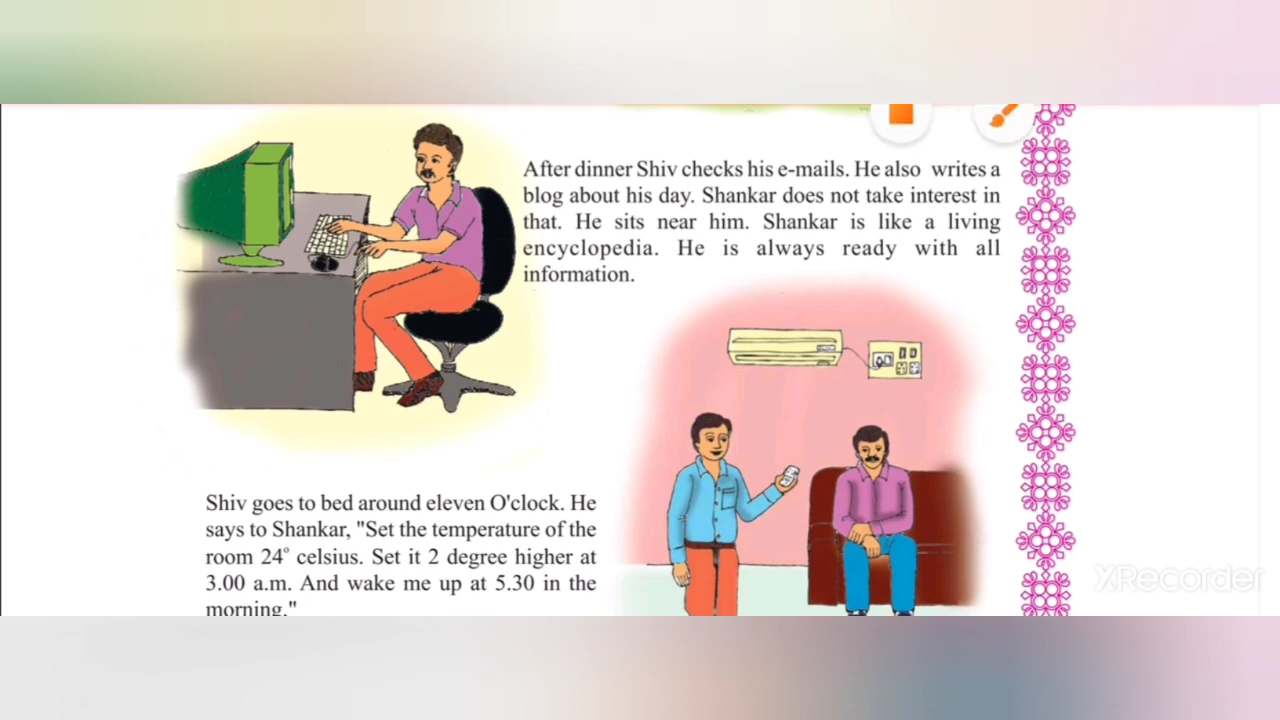 After dinner Shiv checks his e-mails. He also writes a
blog about his day. Shankar does not take interest in
that. He sits near him. Shankar is like a living
encyclopedia. He is always ready with all
information.
Shiv goes to bed around eleven O'clock. He
says to Shankar, "Set the temperature of the
room 24° celsius. Set it 2 degree higher at
3.00 a.m. And wake me up at 5.30 in the
morning."
XRecorder